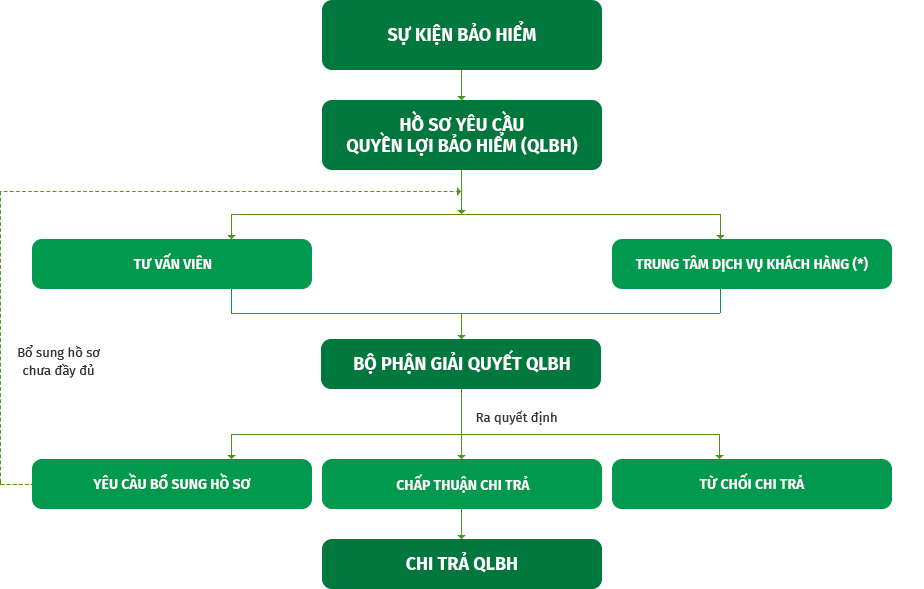 SỰ KIỆN BẢO HIỂM
HỒ SƠ YÊU CẦU
QUYỀN LỢI BẢO HIỂM (QLBH)
TƯ VẤN VIÊN
TRUNG TÂM DỊCH VỤ KHÁCH HÀNG (*)
Bổ sung hồ sơ
chưa đầy đủ
BỘ PHẬN GIẢI QUYẾT QLBH
Ra quyết định
YÊU CẦU BỔ SUNG HỒ SƠ
CHẤP THUẬN CHI TRẢ
TỪ CHỐI CHI TRẢ
CHI TRẢ QLBH